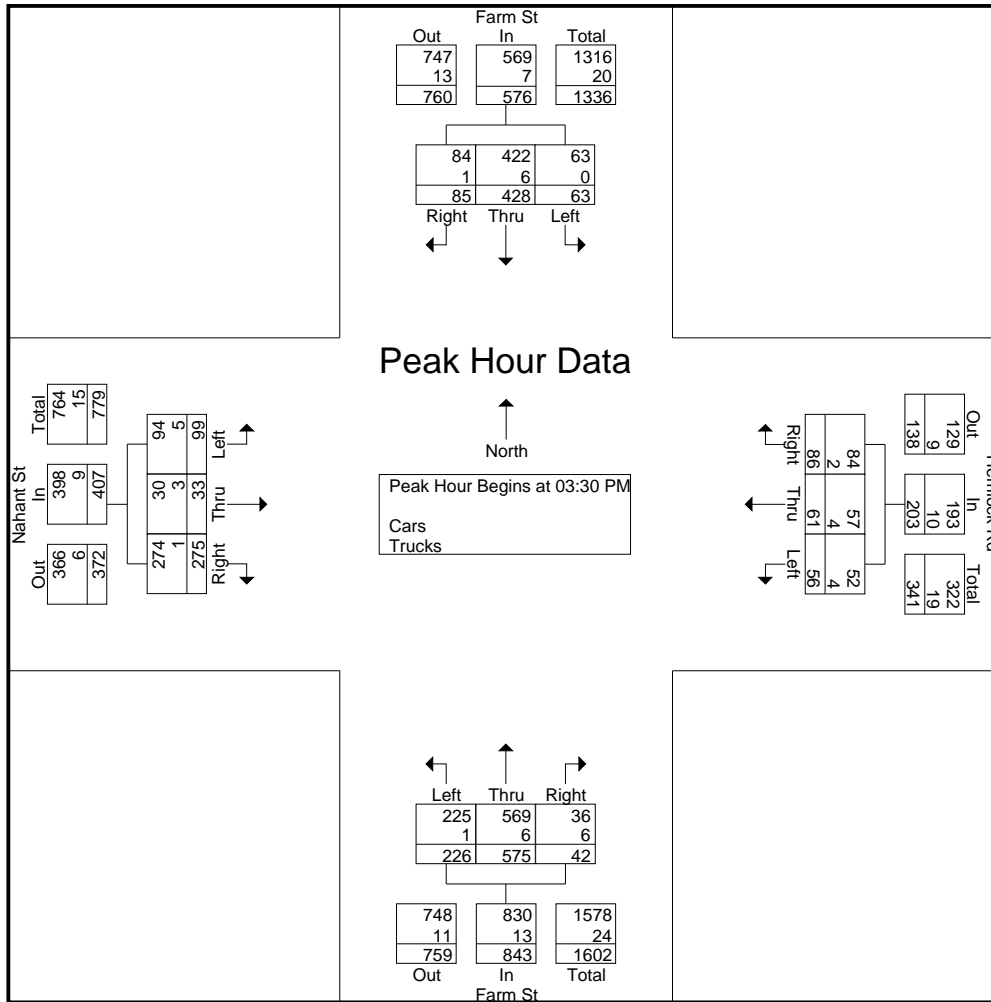 Farm St
Out In Total
747 569 1316
13 7 20
760 576 1336
84 422 63
1 6 0
85 428 63
Right Thru Left
Peak Hour Data
North
Peak Hour Begins at 03:30 PM
Cars
Trucks
Nahant St
Total In Out
764 398 366
15 9 6
779 407 372
Left Thru Right
94 30 274
5 3 1
99 33 275
Out In Total
129 193 322
9 10 19
138 203 341
Right Thru Left
84 57 52
2 4 4
86 61 56
Left Thru Right
225 569 36
1 6 6
226 575 42
748 830 1578
11 13 24
759 843 1602
Out In Total
Farm St